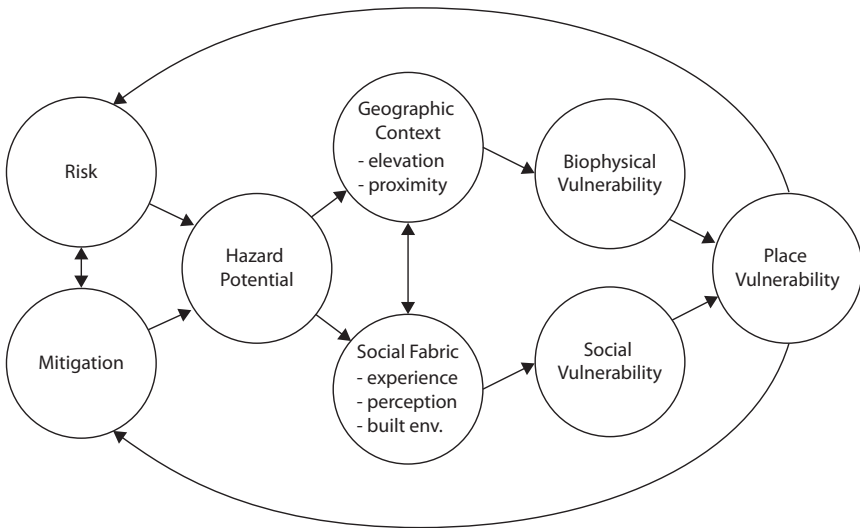 Risk
Mitigation
Hazard
Potential
Geographic
Context
- elevation
- proximity
Social Fabric
- experience
- perception
- built env.
Biophysical
Vulnerability
Social
Vulnerability
Place
Vulnerability